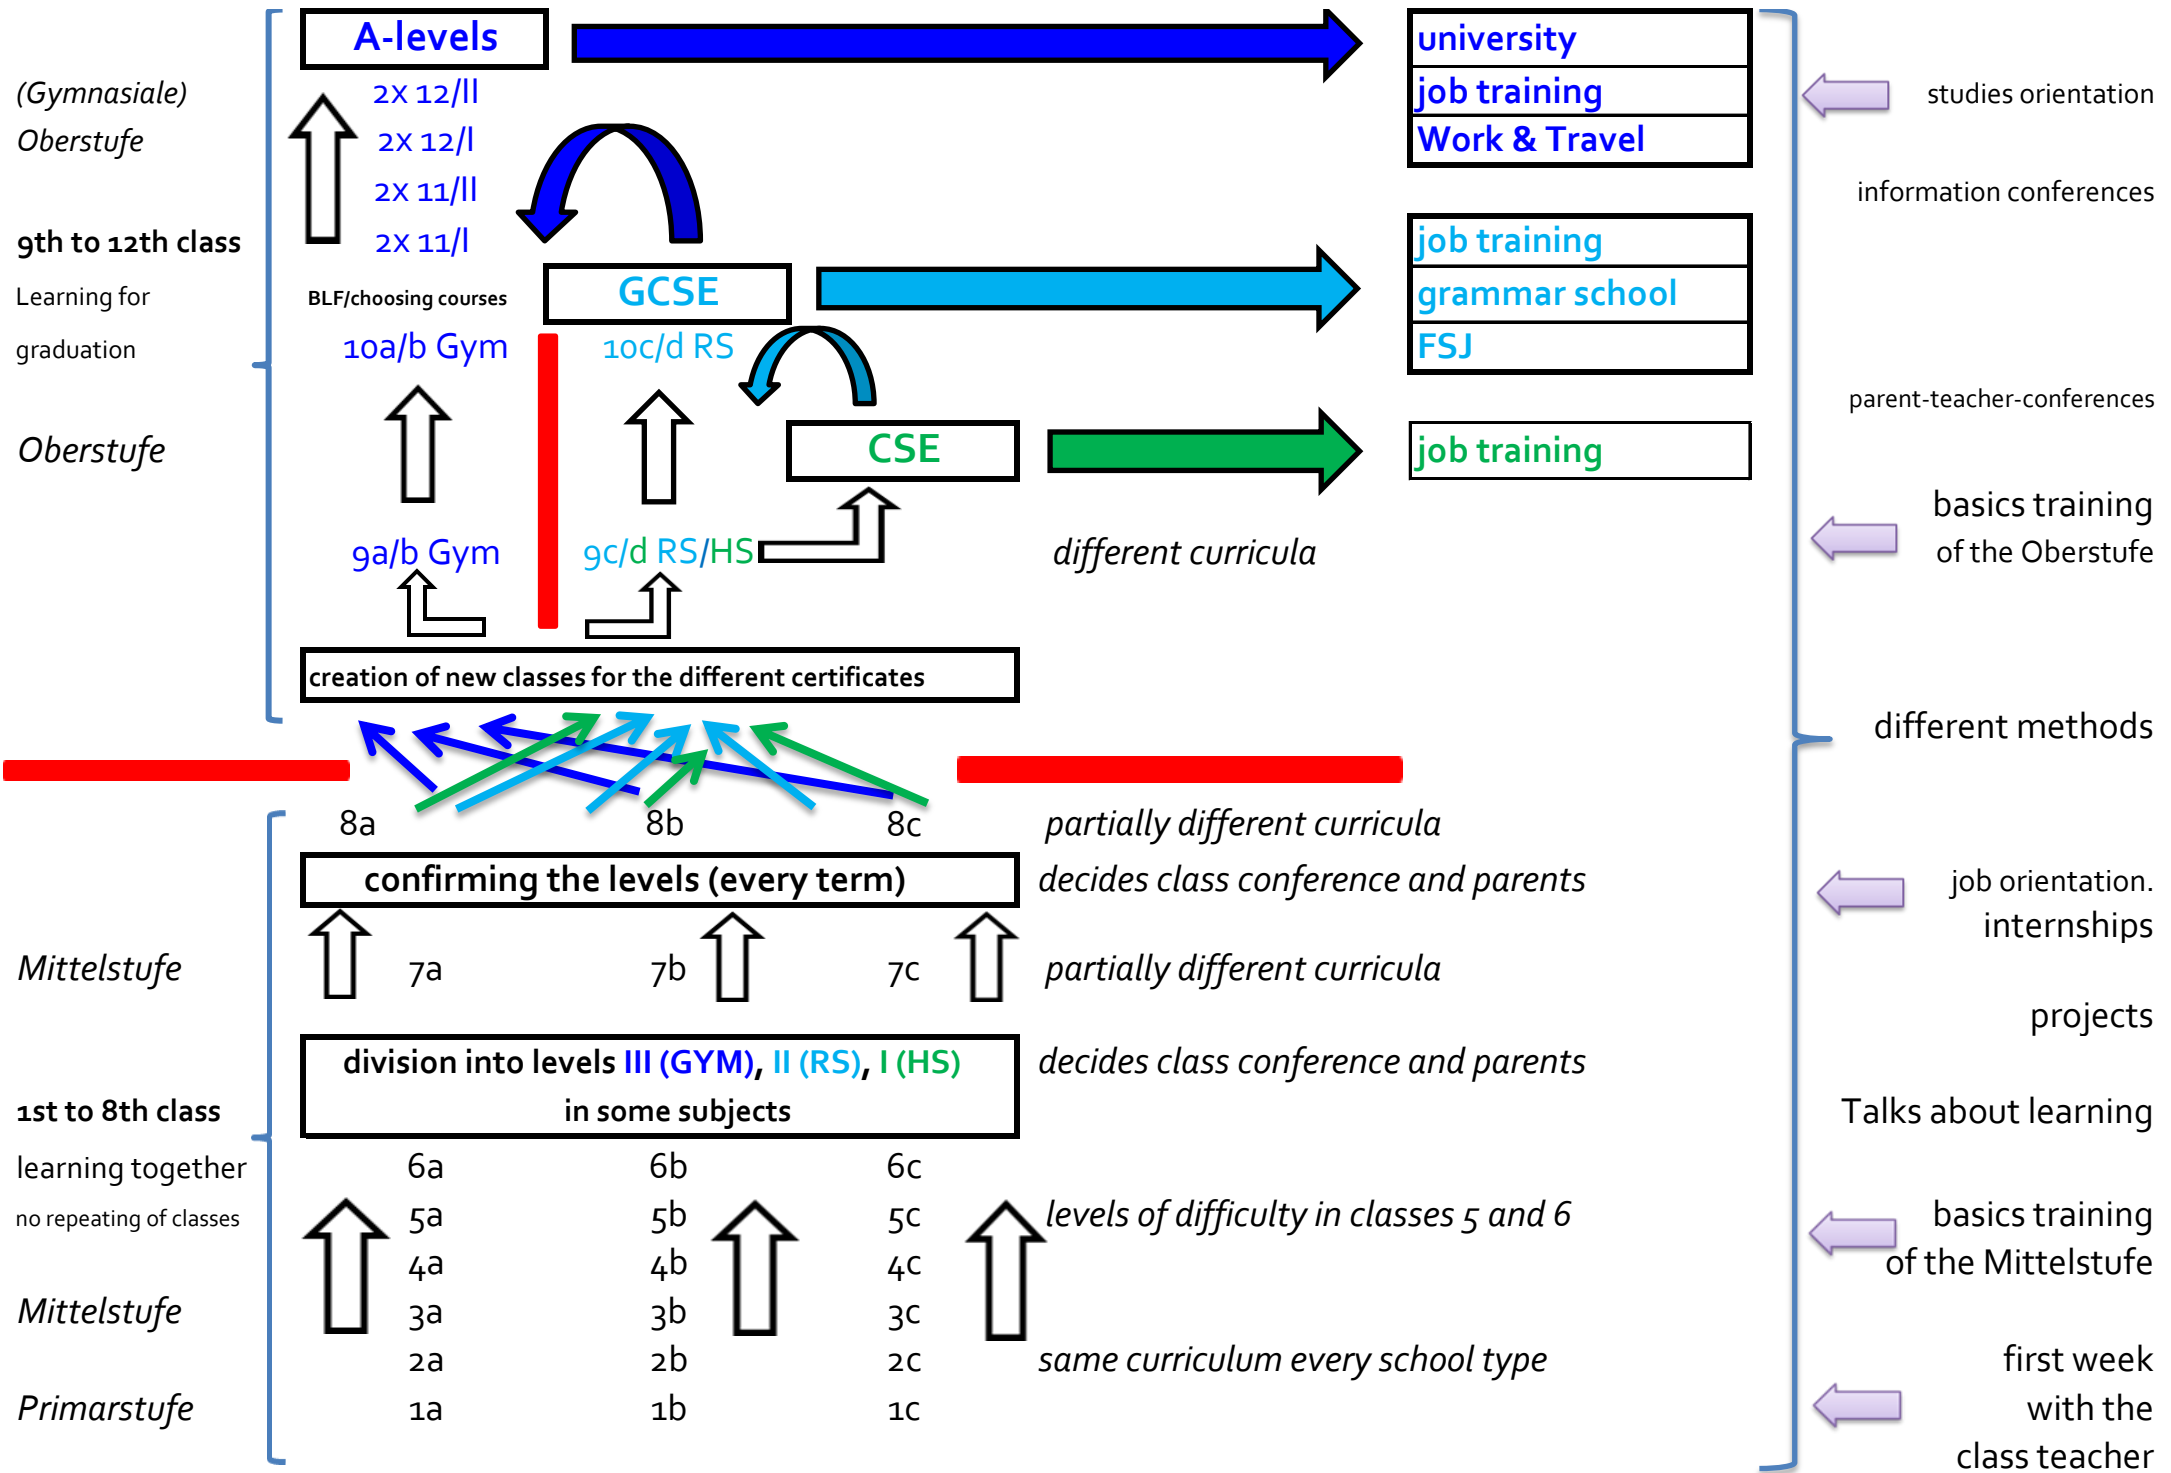 A-levels
university
(Gymnasiale)
2x 12/ll
job training
studies orientation
Oberstufe
2x 12/l
Work & Travel
2x 11/ll
information conferences
9th to 12th class
2x 11/l
job training
Learning for
BLF/choosing courses
GCSE
grammar school
graduation
10a/b Gym
10c/d RS
FSJ
parent-teacher-conferences
Oberstufe
CSE
job training
basics training
9a/b Gym
9c/d RS/HS
different curricula
of the Oberstufe
creation of new classes for the different certificates
different methods
8a
8b
8c
partially different curricula
confirming the levels (every term)
decides class conference and parents
job orientation.
internships
Mittelstufe
7a
7b
7c
partially different curricula
projects
division into levels III (GYM), II (RS), I (HS)
in some subjects
decides class conference and parents
1st to 8th class
Talks about learning
learning together
6a
6b
6c
no repeating of classes
5a
5b
5c
levels of difficulty in classes 5 and 6
basics training
4a
4b
4c
of the Mittelstufe
Mittelstufe
3a
3b
3c
2a
2b
2c
same curriculum every school type
first week
Primarstufe
1a
1b
1c
with the
class teacher